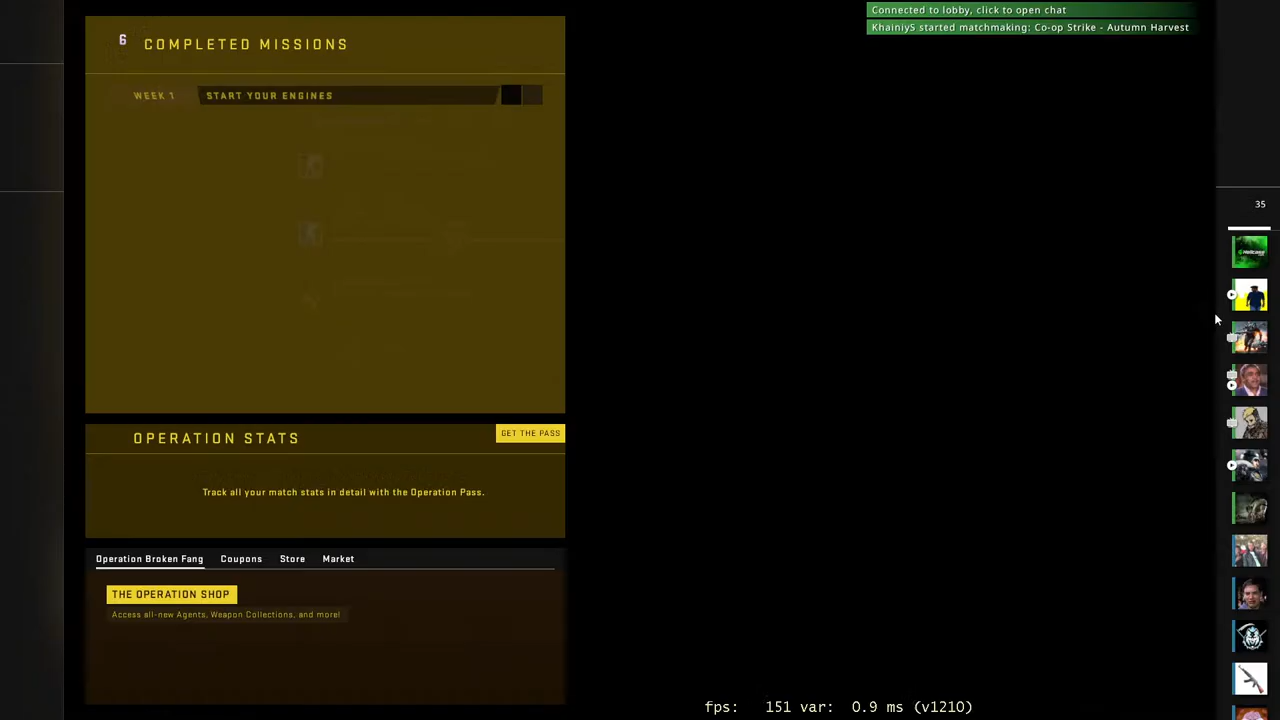 Connected to lobby, click to open chat
KhainiyS started matchmaking: Co-op Strike - Autumn Harvest
6 COMPLETED MISSIONS
WEEK 1 START YOUR ENGINES
35
OPERATION STATS
GET THE PASS
Track all your match stats in detail with the Operation Pass.
Operation Broken Fang Coupons Store Market
THE OPERATION SHOP
Access all-new Agents, Weapon Collections, and more!
fps: 151 var: 0.9 ms (v1210)